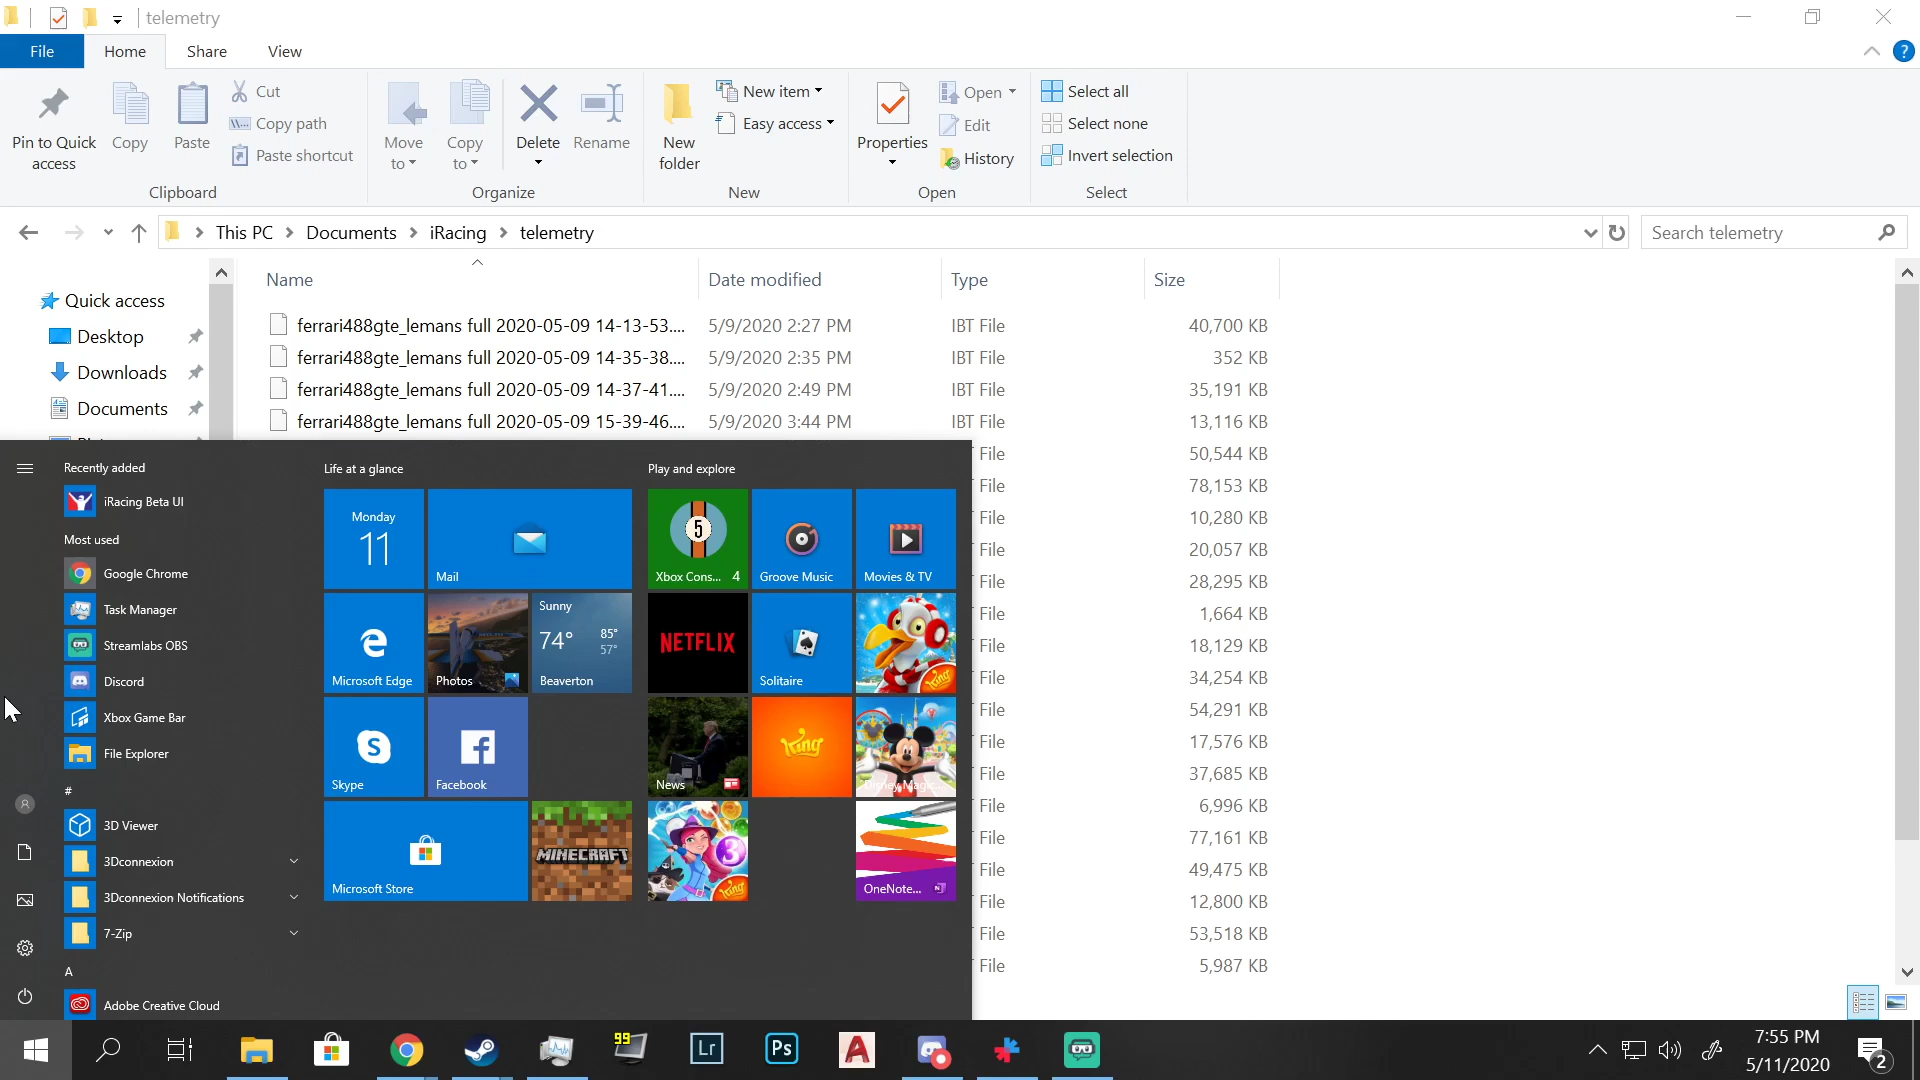 telemetry
File
Home
Share
View
Pin to Quick access
Copy
Paste
Cut
Copy path
Paste shortcut
Clipboard
Move to
Copy to
Delete
Rename
Organize
New folder
New item
Easy access
New
Properties
Open
Edit
History
Open
Select all
Select none
Invert selection
Select
This PC
Documents
iRacing
telemetry
Search telemetry
Name
Date modified
Type
Size
Quick access
Desktop
Downloads
Documents
ferrari488gte_lemans full 2020-05-09 14-13-53.... 5/9/2020 2:27 PM IBT File 40,700 KB
ferrari488gte_lemans full 2020-05-09 14-35-38.... 5/9/2020 2:35 PM IBT File 352 KB
ferrari488gte_lemans full 2020-05-09 14-37-41.... 5/9/2020 2:49 PM IBT File 35,191 KB
ferrari488gte_lemans full 2020-05-09 15-39-46.... 5/9/2020 3:44 PM IBT File 13,116 KB
File 50,544 KB
File 78,153 KB
File 10,280 KB
File 20,057 KB
File 28,295 KB
File 1,664 KB
File 18,129 KB
File 34,254 KB
File 54,291 KB
File 17,576 KB
File 37,685 KB
File 6,996 KB
File 77,161 KB
File 49,475 KB
File 12,800 KB
File 53,518 KB
File 5,987 KB
Recently added
iRacing Beta UI
Most used
Google Chrome
Task Manager
Streamlabs OBS
Discord
Xbox Game Bar
File Explorer
#
3D Viewer
3Dconnexion
3Dconnexion Notifications
7-Zip
A
Adobe Creative Cloud
Life at a glance
Monday
11
Mail
Microsoft Edge
Photos
Sunny
74° 85°
57°
Beaverton
Skype
Facebook
Microsoft Store
MINECRAFT
Play and explore
5
Xbox Cons... 4
Groove Music
Movies & TV
NETFLIX
Solitaire
King
News
King
Disney Magic...
3
King
OneNote...
99
Lr
Ps
7:55 PM
5/11/2020
2